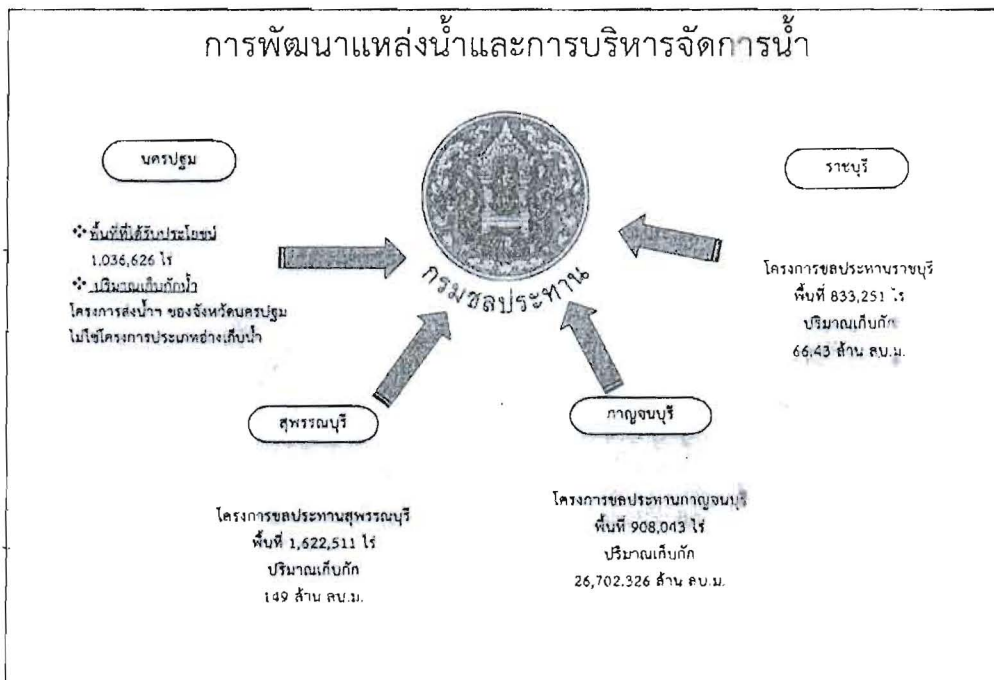 การพัฒนาแหล่งน้ำและการบริหารจัดการน้ำ
นครปฐม
❖ พื้นที่ที่ได้รับประโยชน์
1,036,626 ไร่
❖ ปริมาณเก็บกักน้ำ
โครงการส่งน้ำฯ ของจังหวัดนครปฐม
ไม่ใช่โครงการประเภทอ่างเก็บน้ำ
กรมชลประทาน
ราชบุรี
โครงการชลประทานราชบุรี
พื้นที่ 833,251 ไร่
ปริมาณเก็บกัก
66.43 ล้าน ลบ.ม.
สุพรรณบุรี
โครงการชลประทานสุพรรณบุรี
พื้นที่ 1,622,511 ไร่
ปริมาณเก็บกัก
149 ล้าน ลบ.ม.
กาญจนบุรี
โครงการชลประทานกาญจนบุรี
พื้นที่ 908,043 ไร่
ปริมาณเก็บกัก
26,702.326 ล้าน ลบ.ม.